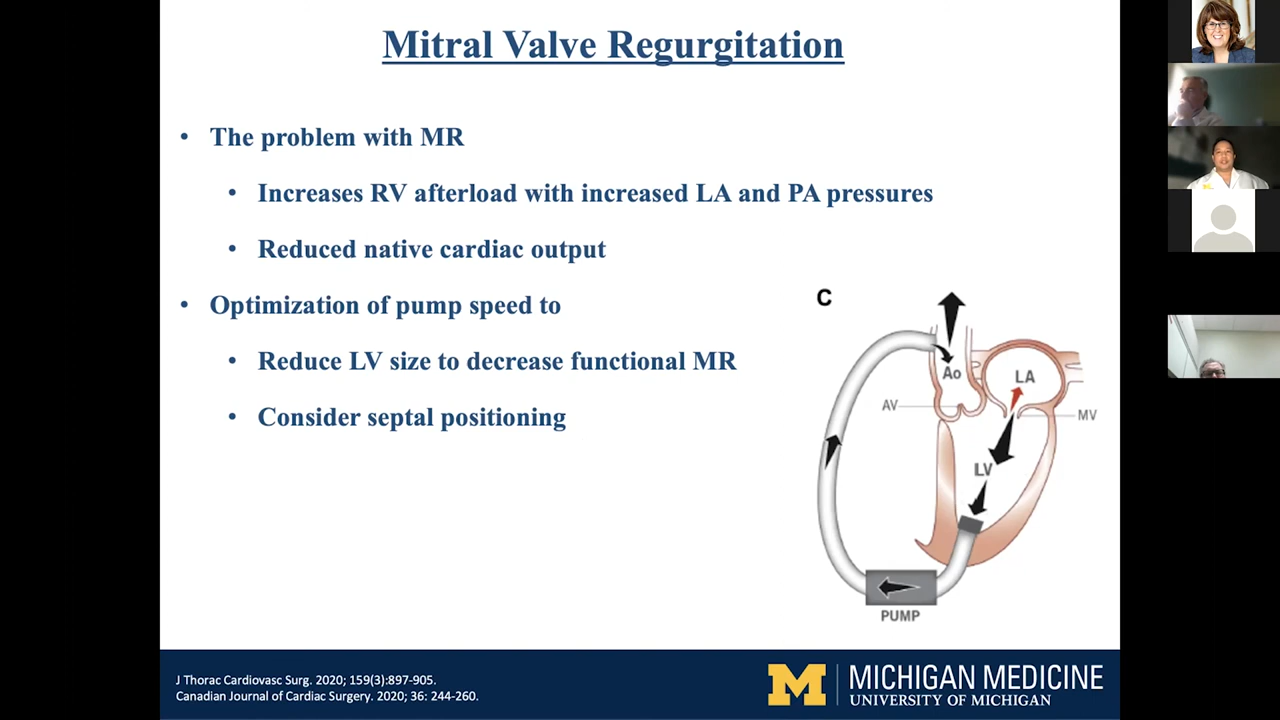 Mitral Valve Regurgitation
• The problem with MR
• Increases RV afterload with increased LA and PA pressures
• Reduced native cardiac output
• Optimization of pump speed to
• Reduce LV size to decrease functional MR
• Consider septal positioning
C
Ao
LA
AV
MV
LV
PUMP
J Thorac Cardiovasc Surg. 2020; 159(3):897-905.
Canadian Journal of Cardiac Surgery. 2020; 36: 244-260.
M
MICHIGAN MEDICINE
UNIVERSITY OF MICHIGAN